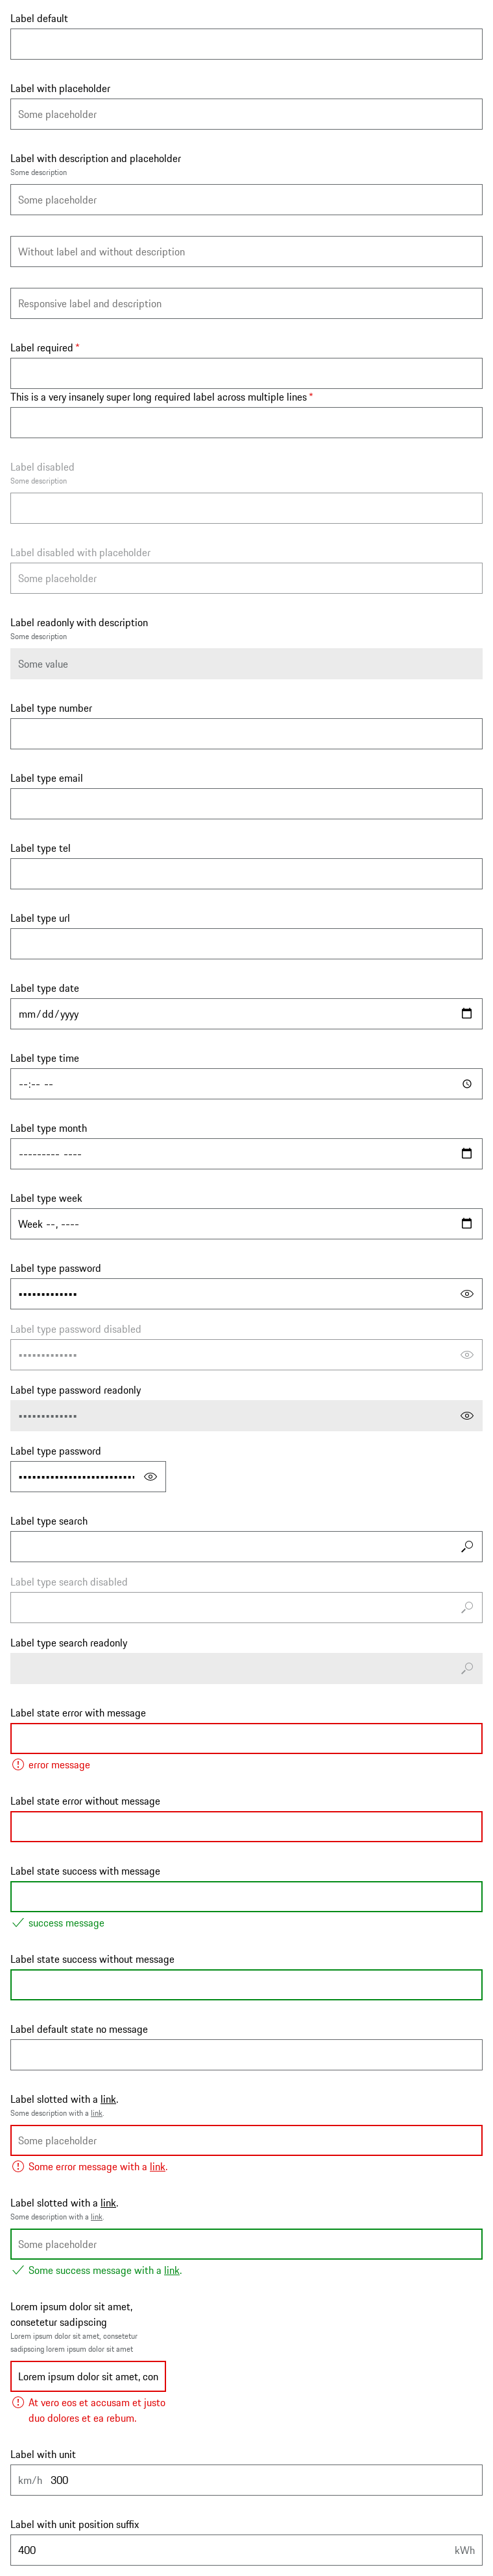 Label default
Label with placeholder
Some placeholder
Label with description and placeholder
Some description
Some placeholder
Without label and without description
Responsive label and description
Label required *
This is a very insanely super long required label across multiple lines *
Label disabled
Some description
Label disabled with placeholder
Some placeholder
Label readonly with description
Some description
Some value
Label type number
Label type email
Label type tel
Label type url
Label type date
mm/dd/yyyy
Label type time
--:-- --
Label type month
--------- ----
Label type week
Week --, ----
Label type password
Label type password disabled
Label type password readonly
Label type password
Label type search
Label type search disabled
Label type search readonly
Label state error with message
error message
Label state error without message
Label state success with message
success message
Label state success without message
Label default state no message
Label slotted with a link.
Some description with a link.
Some placeholder
Some error message with a link.
Label slotted with a link.
Some description with a link.
Some placeholder
Some success message with a link.
Lorem ipsum dolor sit amet,
consetetur sadipscing
Lorem ipsum dolor sit amet, consetetur
sadipscing lorem ipsum dolor sit amet
Lorem ipsum dolor sit amet, con
At vero eos et accusam et justo
duo dolores et ea rebum.
Label with unit
km/h 300
Label with unit position suffix
400 kWh